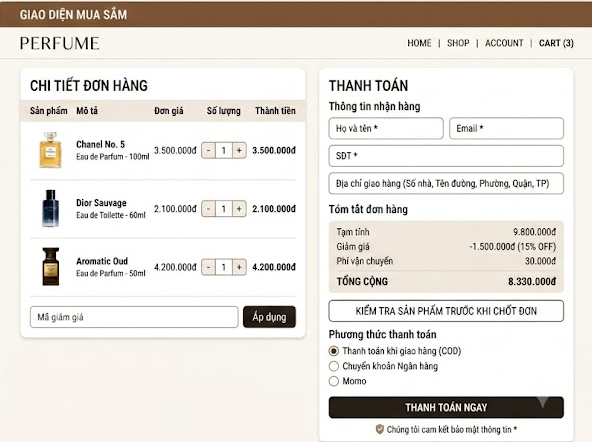 GIAO DIỆN MUA SẮM
PERFUME
HOME | SHOP | ACCOUNT | CART (3)
CHI TIẾT ĐƠN HÀNG
Sản phẩm Mô tả Đơn giá Số lượng Thành tiền
Chanel No. 5
Eau de Parfum - 100ml
3.500.000đ - 1 + 3.500.000đ
Dior Sauvage
Eau de Toilette - 60ml
2.100.000đ - 1 + 2.100.000đ
Aromatic Oud
Eau de Parfum - 50ml
4.200.000đ - 1 + 4.200.000đ
Mã giảm giá
Áp dụng
THANH TOÁN
Thông tin nhận hàng
Họ và tên *
Email *
SĐT *
Địa chỉ giao hàng (Số nhà, Tên đường, Phường, Quận, TP)
Tóm tắt đơn hàng
Tạm tính 9.800.000đ
Giảm giá -1.500.000đ (15% OFF)
Phí vận chuyển 30.000đ
TỔNG CỘNG 8.330.000đ
KIỂM TRA SẢN PHẨM TRƯỚC KHI CHỐT ĐƠN
Phương thức thanh toán
Thanh toán khi giao hàng (COD)
Chuyển khoản Ngân hàng
Momo
THANH TOÁN NGAY
Chúng tôi cam kết bảo mật thông tin *